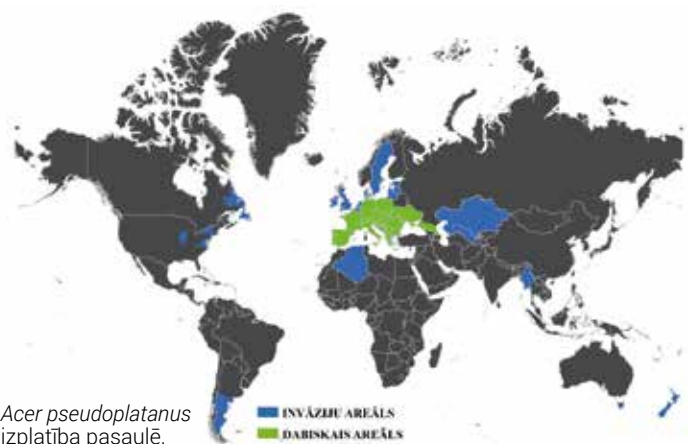 Acer pseudoplatanus
izplatība pasaulē.
INVĀZIJU AREĀLS
DABISKAIS AREĀLS